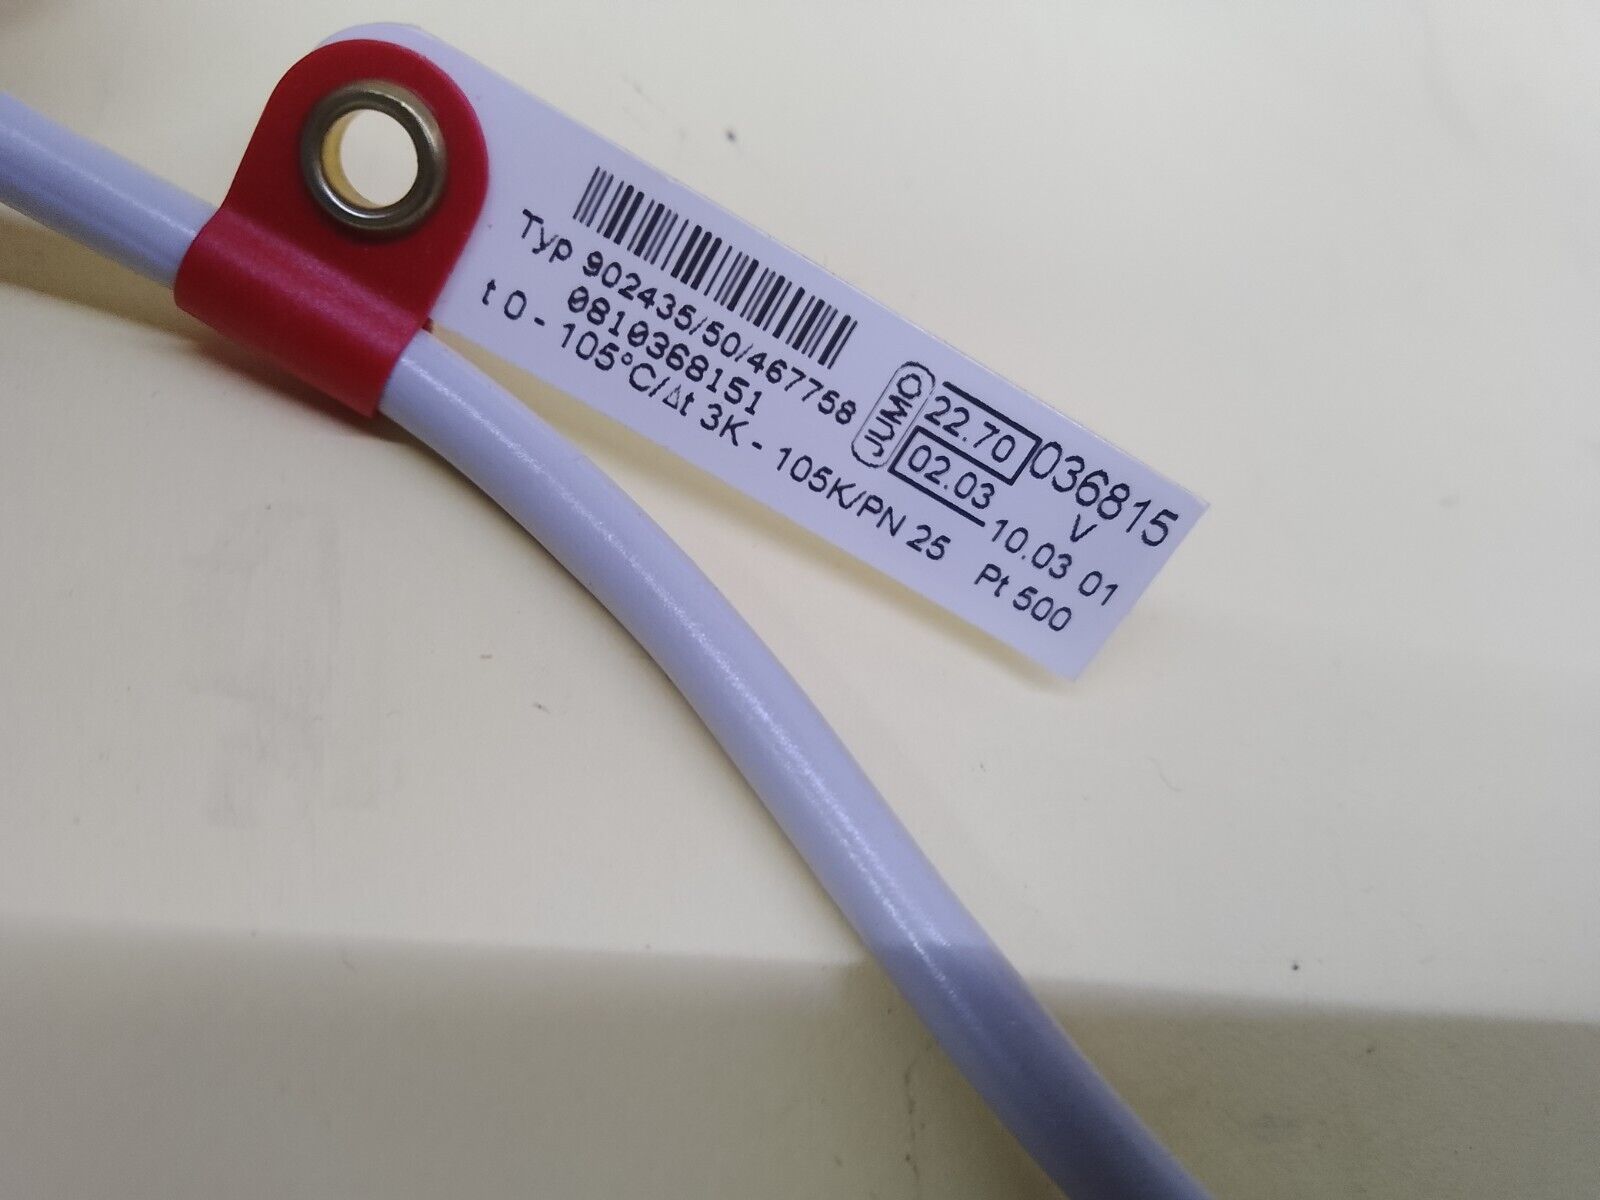 Typ 902435/50/467758
0810368151
t 0 - 105°C/Δt 3K - 105K/PN 25 Pt 500
JUMO
22.70
02.03
036815
V
10.03 01